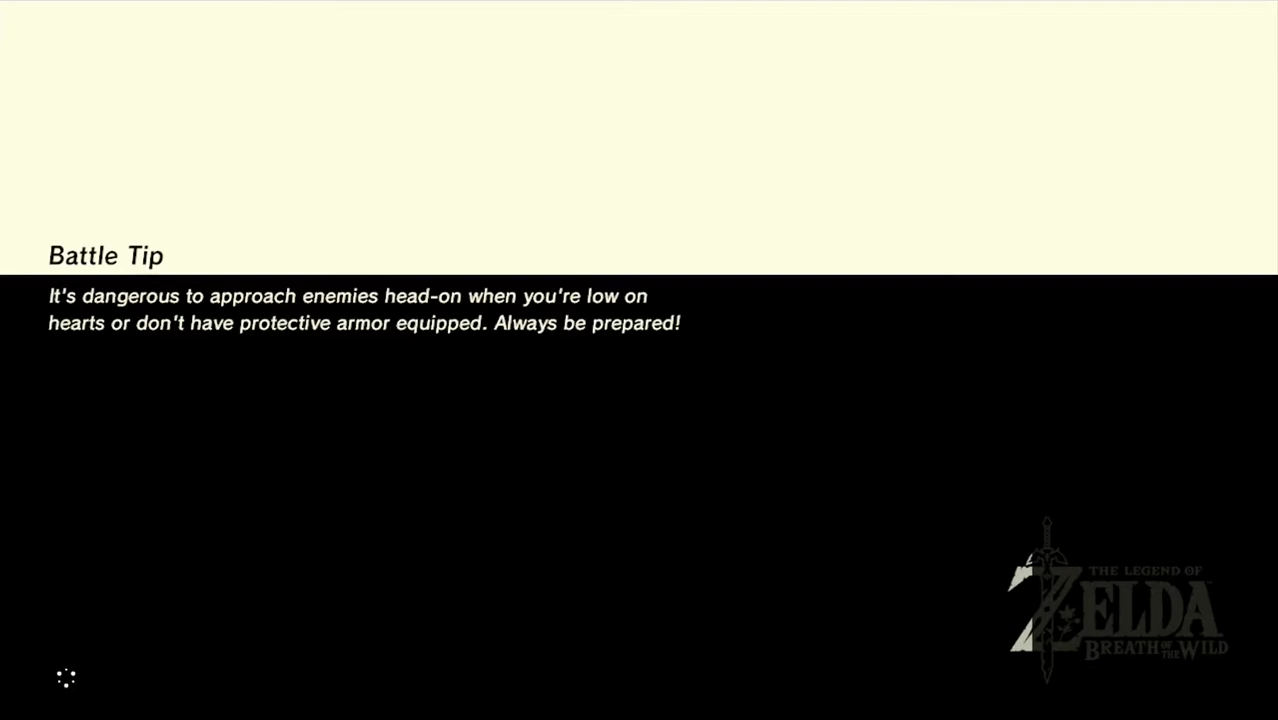 Battle Tip
It's dangerous to approach enemies head-on when you're low on
hearts or don't have protective armor equipped. Always be prepared!
THE LEGEND OF
ZELDA
BREATH OF THE WILD